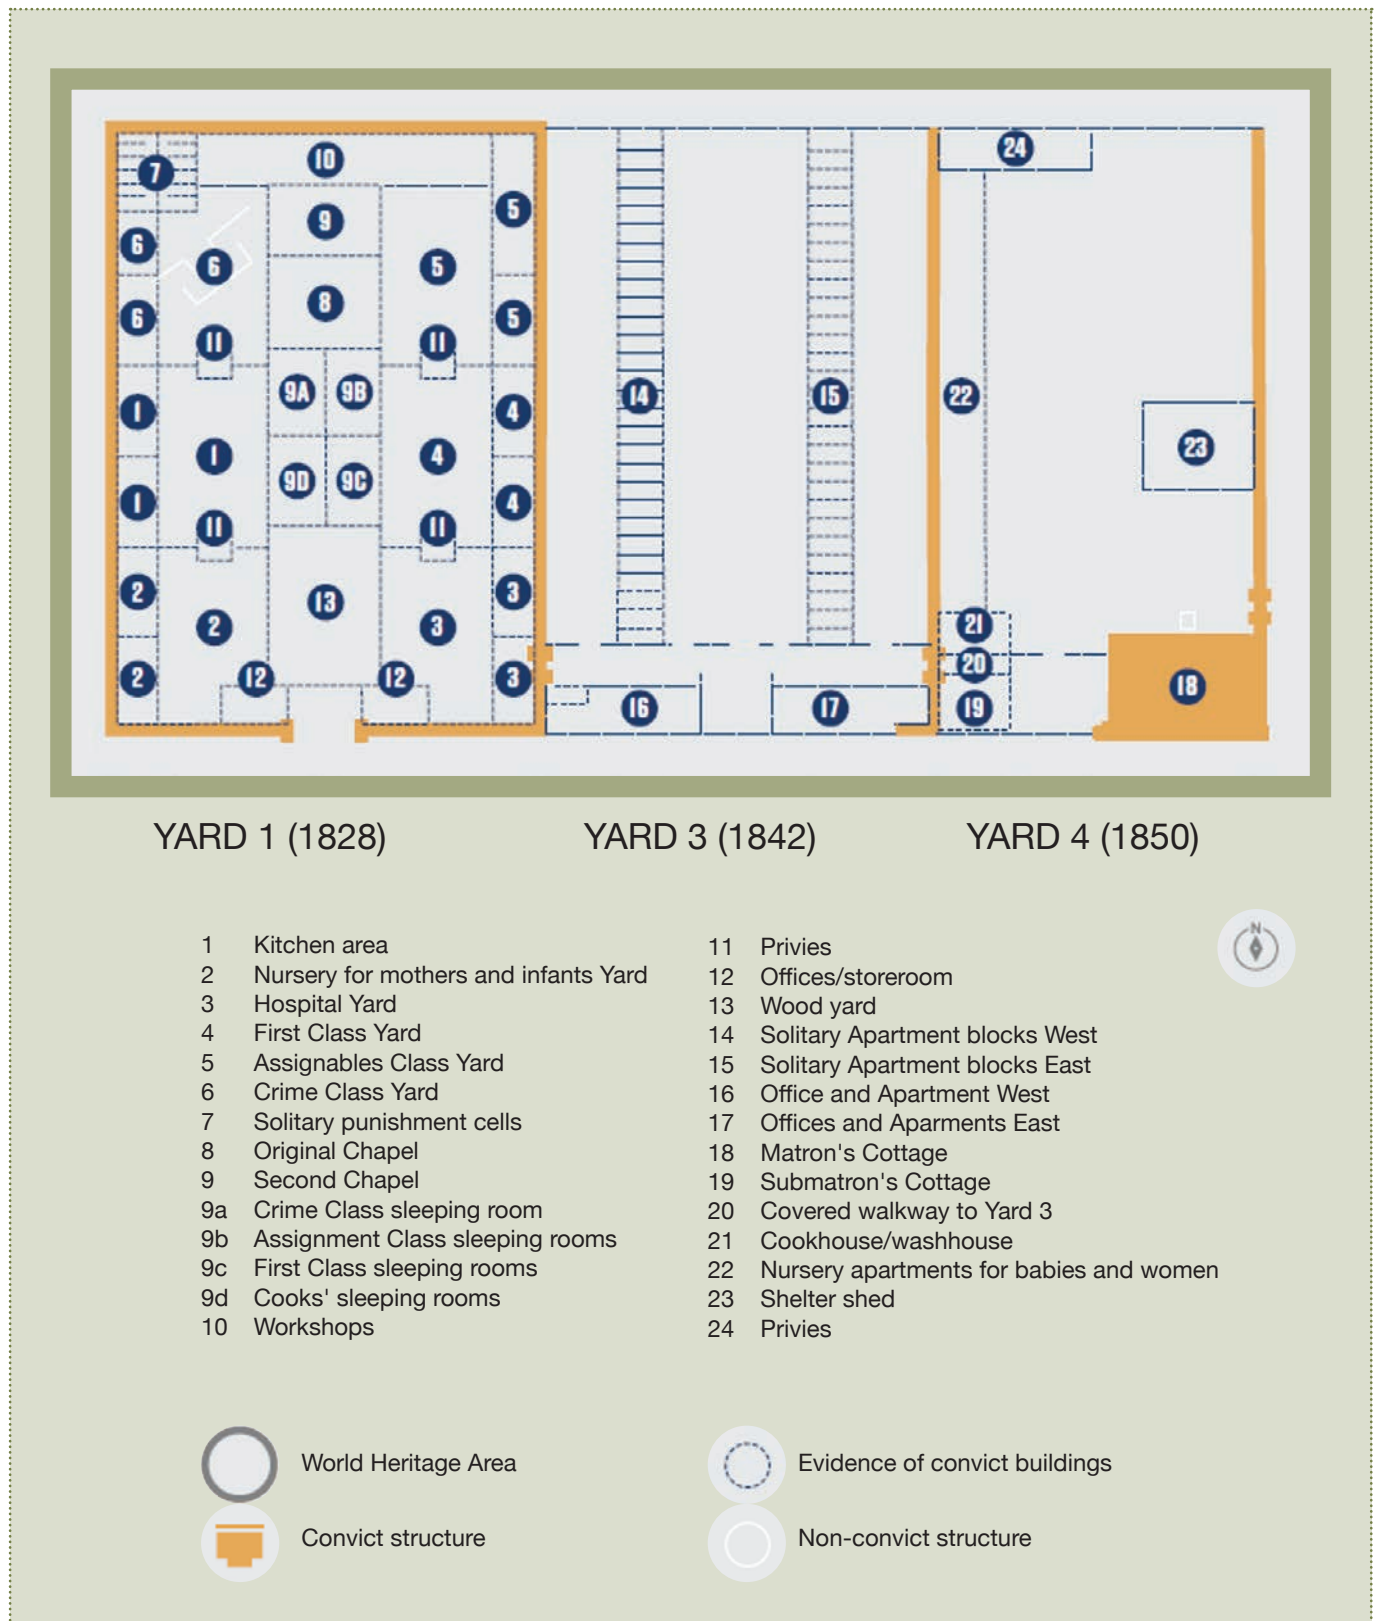 10
24
7
9
5
6
6
5
8
6
5
11
11
9A
9B
14
15
22
1
4
1
4
23
9D
9C
1
4
11
11
2
3
13
2
3
21
20
2
12
12
3
18
16
17
19
YARD 1 (1828)
YARD 3 (1842)
YARD 4 (1850)
N
1 Kitchen area
2 Nursery for mothers and infants Yard
3 Hospital Yard
4 First Class Yard
5 Assignables Class Yard
6 Crime Class Yard
7 Solitary punishment cells
8 Original Chapel
9 Second Chapel
9a Crime Class sleeping room
9b Assignment Class sleeping rooms
9c First Class sleeping rooms
9d Cooks' sleeping rooms
10 Workshops
11 Privies
12 Offices/storeroom
13 Wood yard
14 Solitary Apartment blocks West
15 Solitary Apartment blocks East
16 Office and Apartment West
17 Offices and Aparments East
18 Matron's Cottage
19 Submatron's Cottage
20 Covered walkway to Yard 3
21 Cookhouse/washhouse
22 Nursery apartments for babies and women
23 Shelter shed
24 Privies
World Heritage Area
Evidence of convict buildings
Convict structure
Non-convict structure